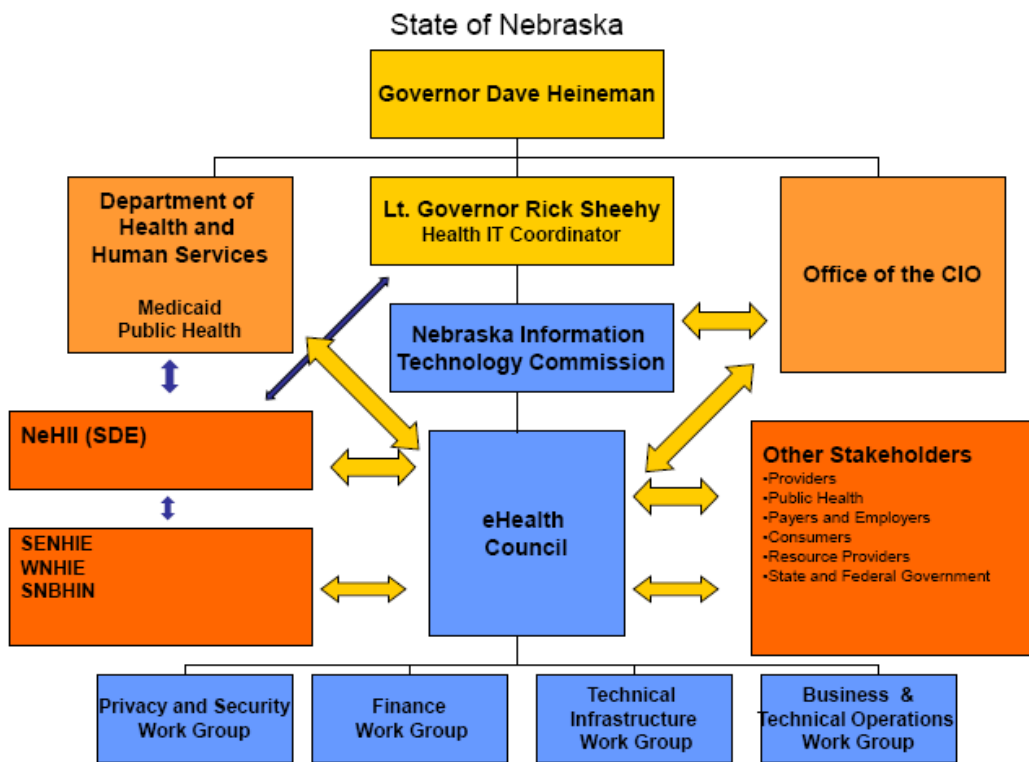 State of Nebraska
Governor Dave Heineman
Department of
Health and
Human Services
Medicaid
Public Health
Lt. Governor Rick Sheehy
Health IT Coordinator
Office of the CIO
Nebraska Information
Technology Commission
NeHII (SDE)
eHealth
Council
Other Stakeholders
•Providers
•Public Health
•Payers and Employers
•Consumers
•Resource Providers
•State and Federal Government
SENHIE
WNHIE
SNBHIN
Privacy and Security
Work Group
Finance
Work Group
Technical
Infrastructure
Work Group
Business &
Technical Operations
Work Group